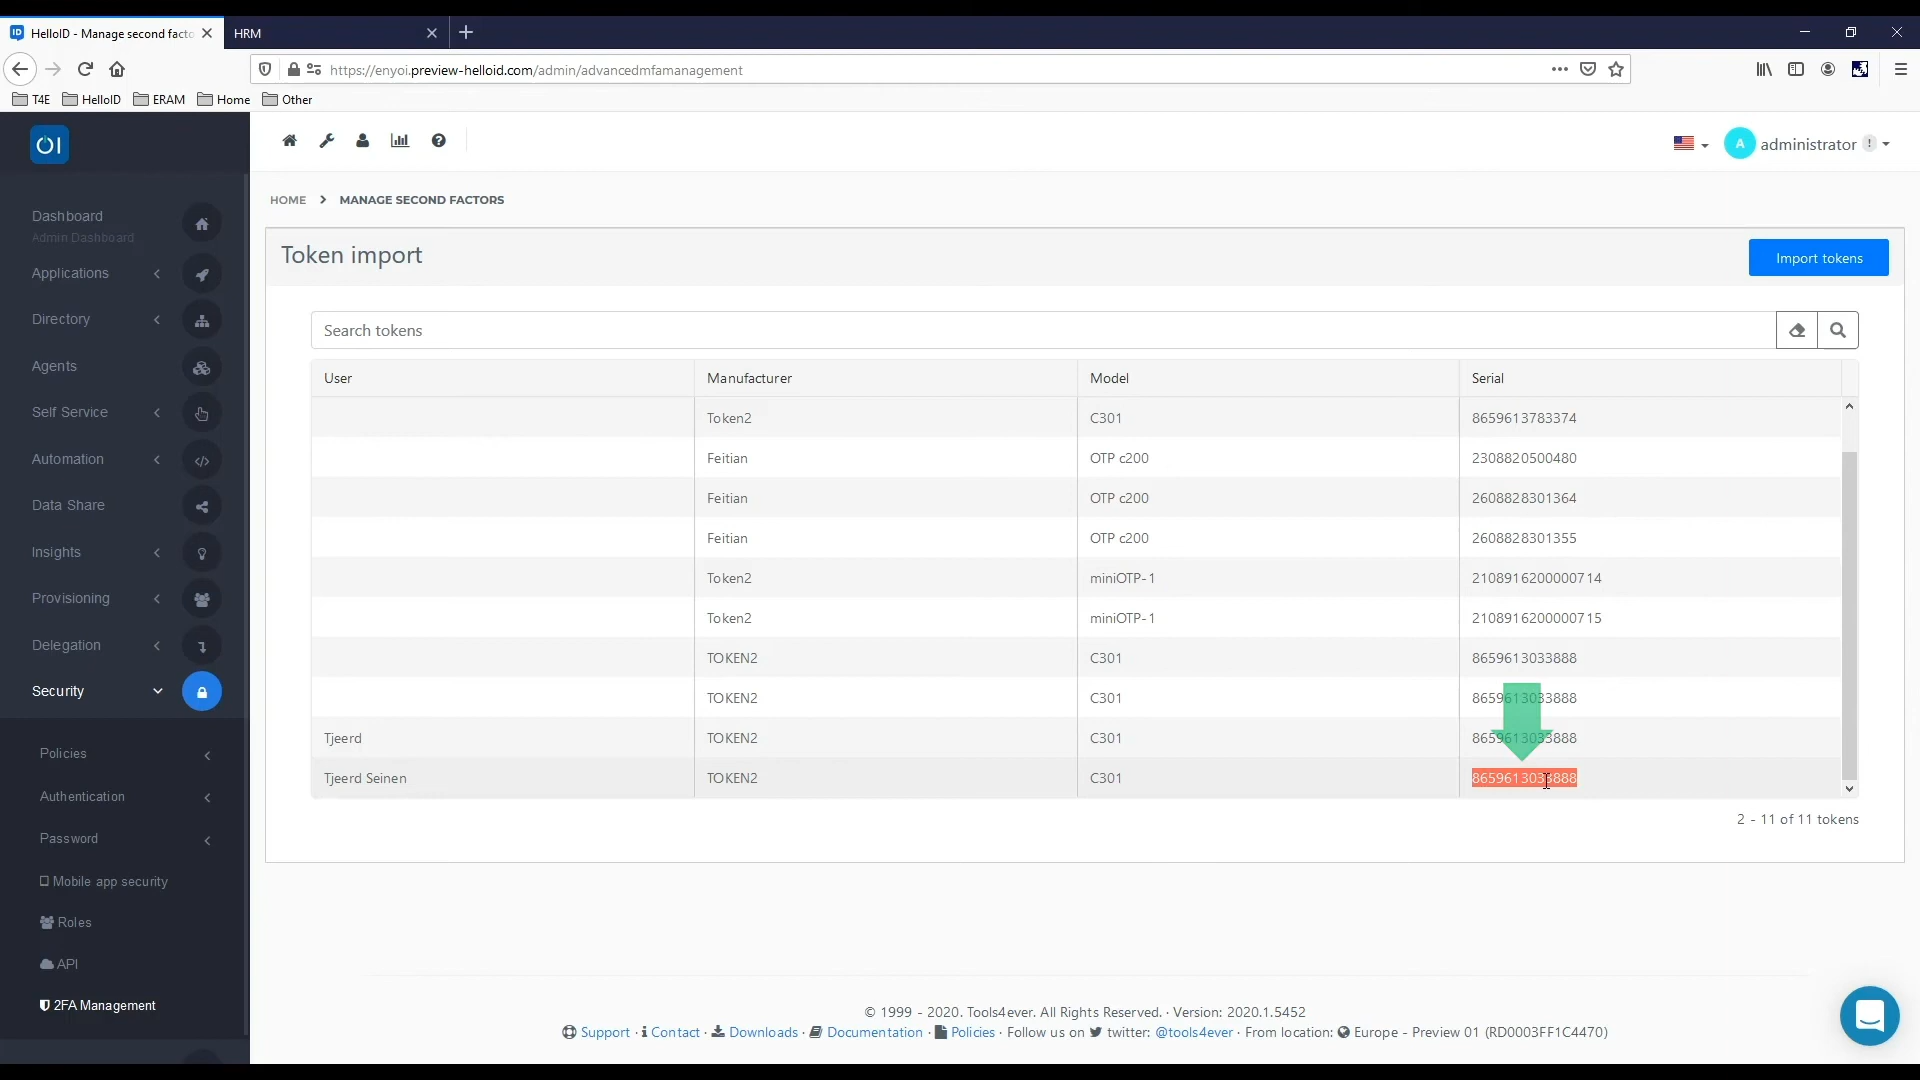 HelloID - Manage second facto
HRM
https://enyoi.preview-helloid.com/admin/advancedmfamanagement
T4E HelloID ERAM Home Other
administrator
A
Dashboard
Admin Dashboard
Applications
Directory
Agents
Self Service
Automation
Data Share
Insights
Provisioning
Delegation
Security
Policies
Authentication
Password
Mobile app security
Roles
API
2FA Management
HOME > MANAGE SECOND FACTORS
Token import
Import tokens
Search tokens
User Manufacturer Model Serial
Token2 C301 8659613783374
Feitian OTP c200 2308820500480
Feitian OTP c200 2608828301364
Feitian OTP c200 2608828301355
Token2 miniOTP-1 2108916200000714
Token2 miniOTP-1 2108916200000715
TOKEN2 C301 8659613033888
TOKEN2 C301 8659613033888
Tjeerd TOKEN2 C301 8659613033888
Tjeerd Seinen TOKEN2 C301 8659613033888
2 - 11 of 11 tokens
© 1999 - 2020. Tools4ever. All Rights Reserved. · Version: 2020.1.5452
Support · Contact · Downloads · Documentation · Policies · Follow us on twitter: @tools4ever · From location: Europe - Preview 01 (RD0003FF1C4470)